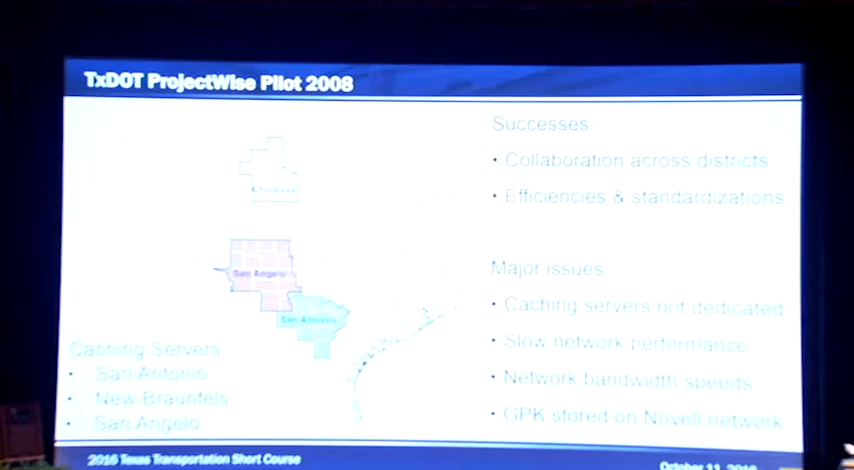 TxDOT ProjectWise Pilot 2008
Successes
• Collaboration across districts
• Efficiencies & standardizations
Childress
San Angelo
San Antonio
Major issues
• Caching servers not dedicated
• Slow network performance
• Network bandwidth speeds
• GPK stored on Novell network
Caching Servers
• San Antonio
• New Braunfels
• San Angelo
2016 Texas Transportation Short Course
October 11, 2016